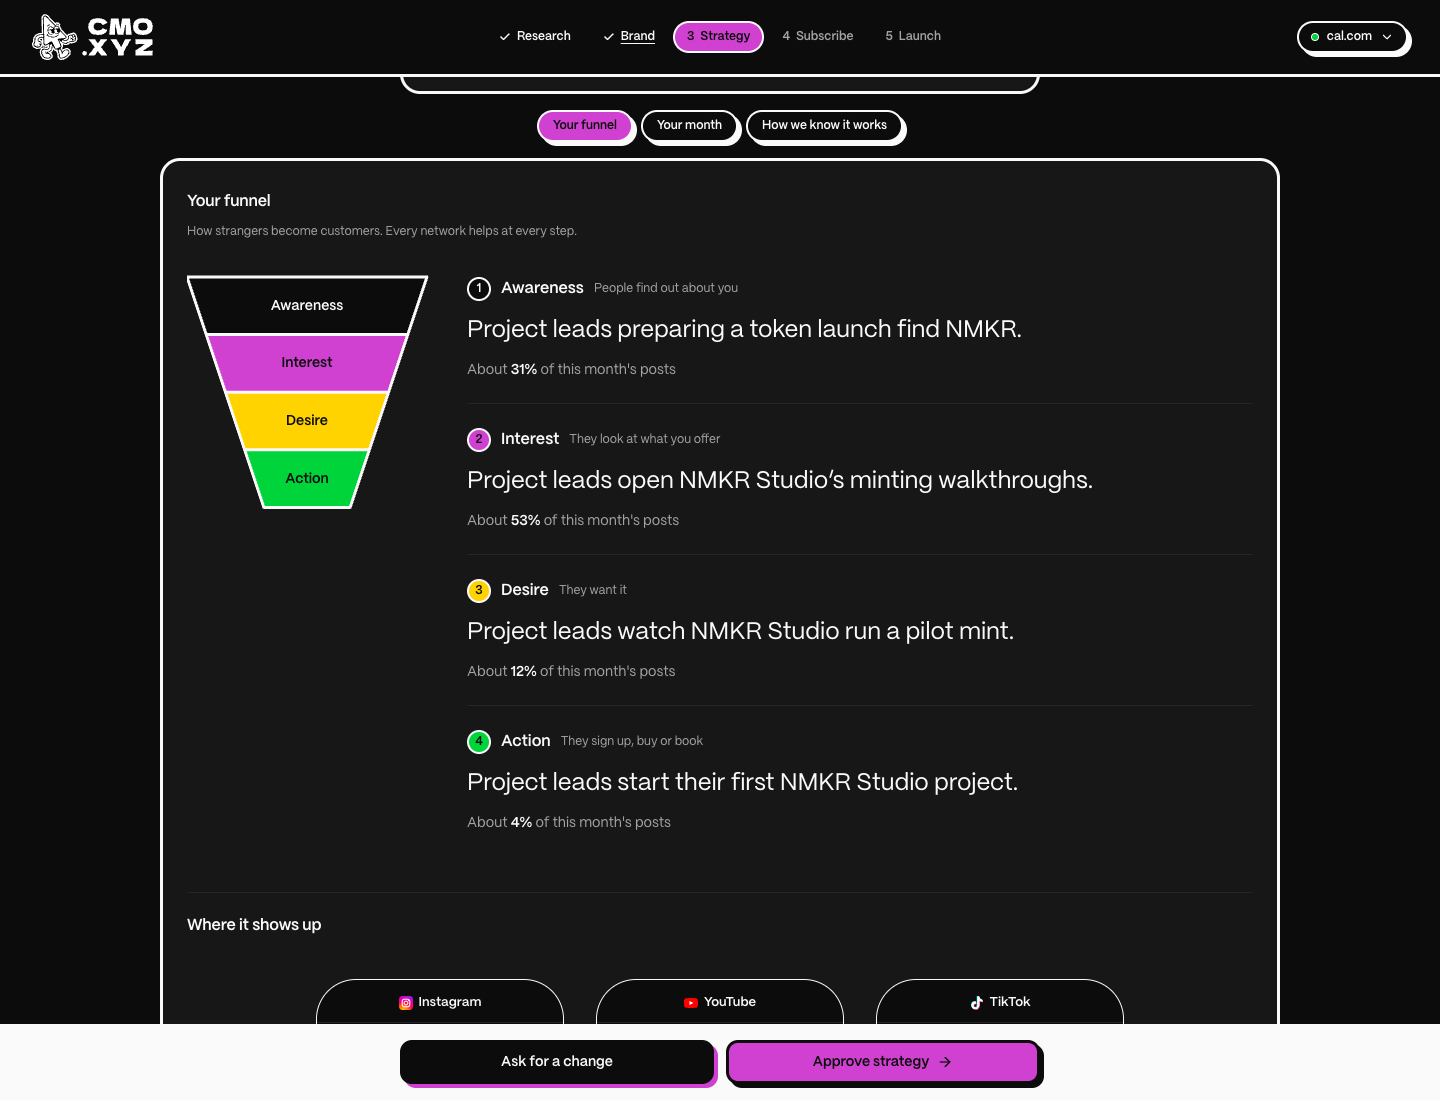 CMO
.XYZ
Research
Brand
3 Strategy
4 Subscribe
5 Launch
cal.com
Your funnel
Your month
How we know it works
Your funnel
How strangers become customers. Every network helps at every step.
Awareness
Interest
Desire
Action
1 Awareness People find out about you
Project leads preparing a token launch find NMKR.
About 31% of this month's posts
2 Interest They look at what you offer
Project leads open NMKR Studio’s minting walkthroughs.
About 53% of this month's posts
3 Desire They want it
Project leads watch NMKR Studio run a pilot mint.
About 12% of this month's posts
4 Action They sign up, buy or book
Project leads start their first NMKR Studio project.
About 4% of this month's posts
Where it shows up
Instagram
YouTube
TikTok
Ask for a change
Approve strategy